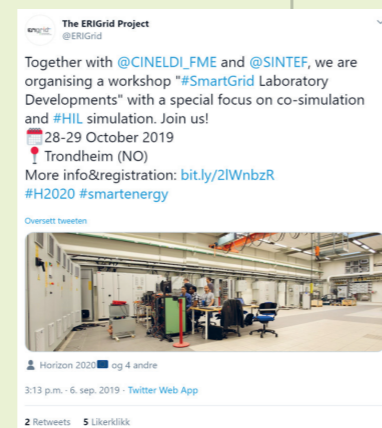 ERIGrid
The ERIGrid Project
@ERIGrid
Together with @CINELDI_FME and @SINTEF, we are
organising a workshop "#SmartGrid Laboratory
Developments" with a special focus on co-simulation
and #HIL simulation. Join us!
28-29 October 2019
Trondheim (NO)
More info&registration: bit.ly/2lWnbzR
#H2020 #smartenergy
Oversett tweeten
Horizon 2020 og 4 andre
3:13 p.m. · 6. sep. 2019 · Twitter Web App
2 Retweets 5 Likerklikk